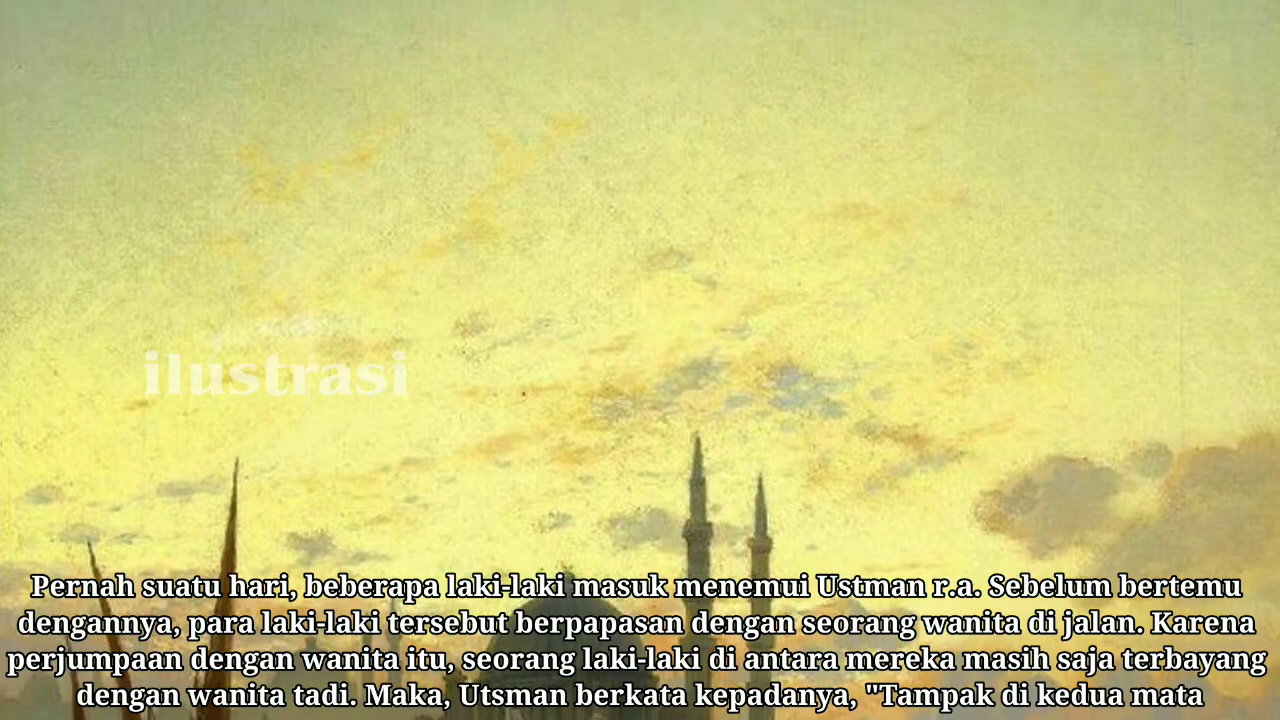 ilustrasi
Pernah suatu hari, beberapa laki-laki masuk menemui Ustman r.a. Sebelum bertemu
dengannya, para laki-laki tersebut berpapasan dengan seorang wanita di jalan. Karena
perjumpaan dengan wanita itu, seorang laki-laki di antara mereka masih saja terbayang
dengan wanita tadi. Maka, Utsman berkata kepadanya, "Tampak di kedua mata